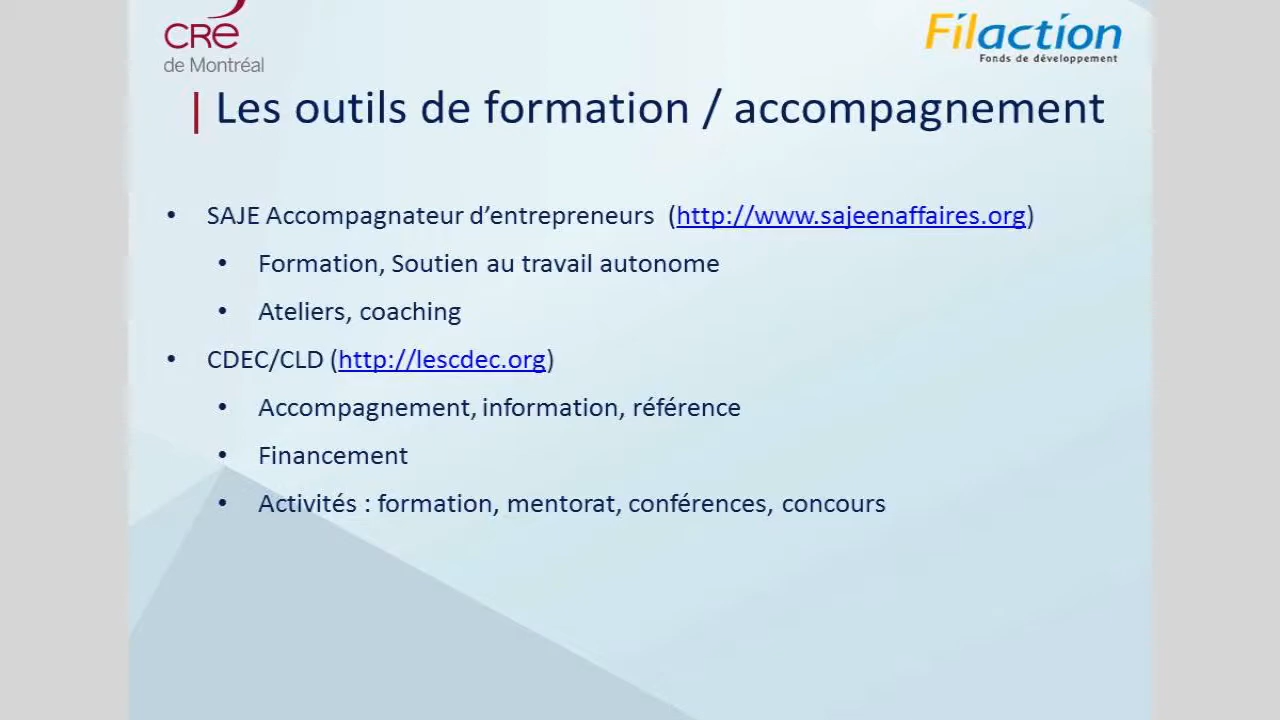 CRé
de Montréal
Filaction
Fonds de développement
| Les outils de formation / accompagnement
• SAJE Accompagnateur d’entrepreneurs (http://www.sajeenaffaires.org)
• Formation, Soutien au travail autonome
• Ateliers, coaching
• CDEC/CLD (http://lescdec.org)
• Accompagnement, information, référence
• Financement
• Activités : formation, mentorat, conférences, concours